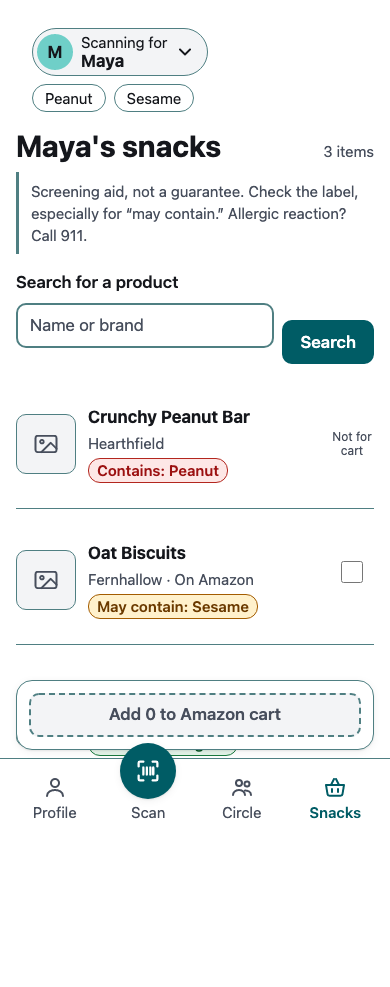 M
Scanning for
Maya
Peanut
Sesame
Maya's snacks
3 items
Screening aid, not a guarantee. Check the label,
especially for “may contain.” Allergic reaction?
Call 911.
Search for a product
Name or brand
Search
Crunchy Peanut Bar
Hearthfield
Contains: Peanut
Not for
cart
Oat Biscuits
Fernhallow · On Amazon
May contain: Sesame
Add 0 to Amazon cart
Profile
Scan
Circle
Snacks